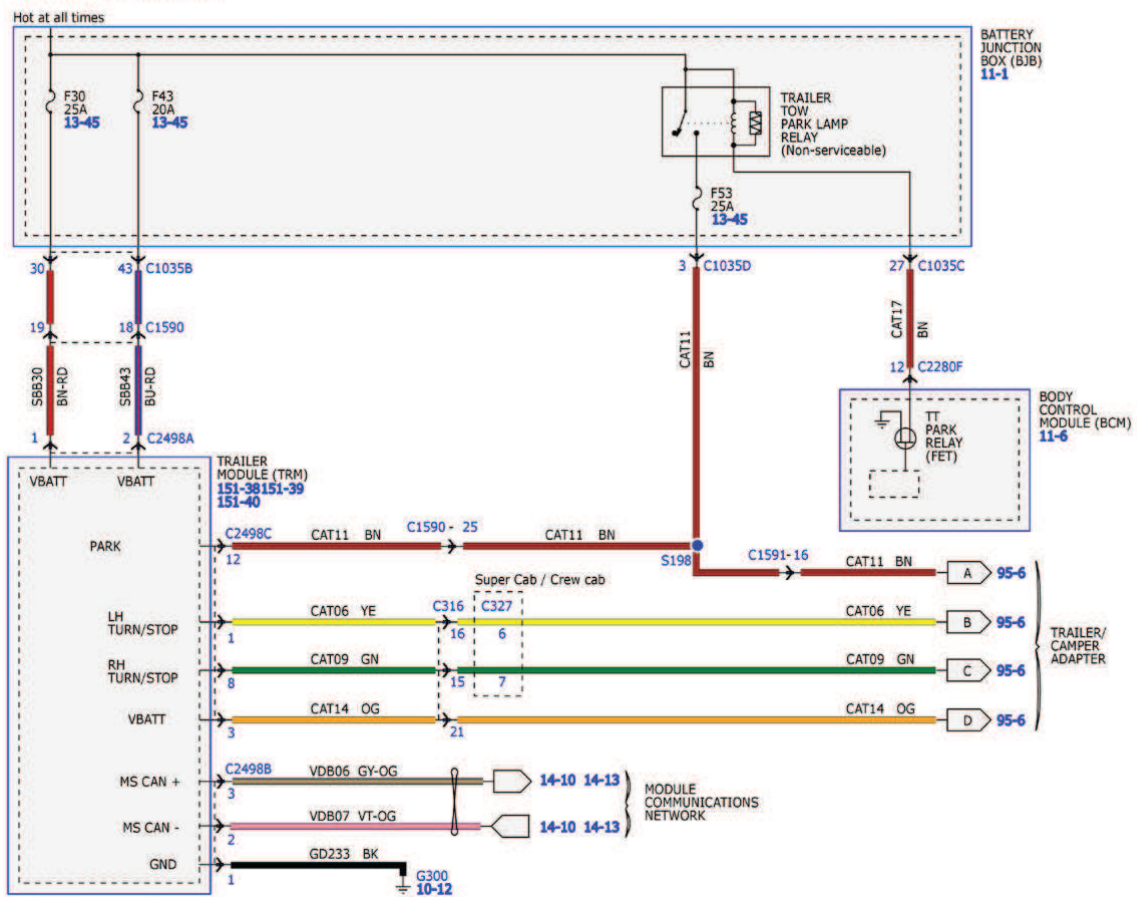 Hot at all times
BATTERY
JUNCTION
BOX (BJB)
11-1
F30
25A
13-45
F43
20A
13-45
TRAILER
TOW
PARK LAMP
RELAY
(Non-serviceable)
F53
25A
13-45
30
43 C1035B
3 C1035D
27 C1035C
19
18 C1590
SBB30
BN-RD
SBB43
BU-RD
CAT11
BN
CAT17
BN
12 C2280F
1
2 C2498A
BODY
CONTROL
MODULE (BCM)
11-6
TT
PARK
RELAY
(FET)
VBATT
VBATT
TRAILER
MODULE (TRM)
151-38151-39
151-40
PARK
C2498C
12
CAT11 BN
C1590 - 25
CAT11 BN
S198
C1591-16
CAT11 BN
A
95-6
Super Cab / Crew cab
LH
TURN/STOP
1
CAT06 YE
C316
16
C327
6
CAT06 YE
B
95-6
RH
TURN/STOP
8
CAT09 GN
15
7
CAT09 GN
C
95-6
VBATT
3
CAT14 OG
21
CAT14 OG
D
95-6
TRAILER/
CAMPER
ADAPTER
MS CAN +
C2498B
3
VDB06 GY-OG
14-10 14-13
MS CAN -
2
VDB07 VT-OG
14-10 14-13
MODULE
COMMUNICATIONS
NETWORK
GND
1
GD233 BK
G300
10-12